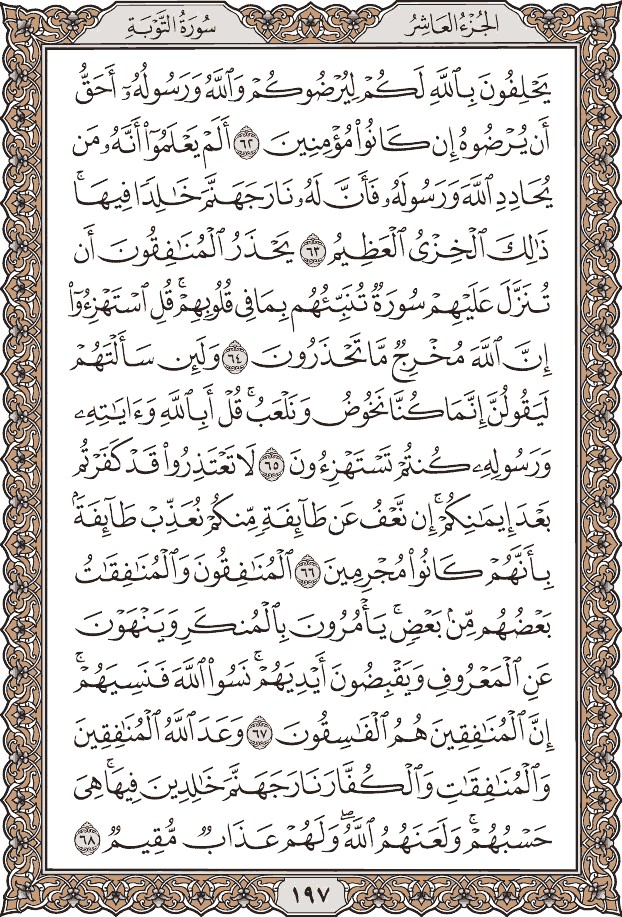 الجُزْءُ العَاشِرُ
سُورَةُ التَّوْبَةِ
يَحْلِفُونَ بِٱللَّهِ لَكُمْ لِيُرْضُوكُمْ وَٱللَّهُ وَرَسُولُهُۥٓ أَحَقُّ
أَن يُرْضُوهُ إِن كَانُوا۟ مُؤْمِنِينَ ٦٢ أَلَمْ يَعْلَمُوٓا۟ أَنَّهُۥ مَن
يُحَادِدِ ٱللَّهَ وَرَسُولَهُۥ فَأَنَّ لَهُۥ نَارَ جَهَنَّمَ خَٰلِدًا فِيهَاۚ
ذَٰلِكَ ٱلْخِزْىُ ٱلْعَظِيمُ ٦٣ يَحْذَرُ ٱلْمُنَٰفِقُونَ أَن
تُنَزَّلَ عَلَيْهِمْ سُورَةٌ تُنَبِّئُهُم بِمَا فِى قُلُوبِهِمْۚ قُلِ ٱسْتَهْزِءُوٓا۟
إِنَّ ٱللَّهَ مُخْرِجٌ مَّا تَحْذَرُونَ ٦٤ وَلَئِن سَأَلْتَهُمْ
لَيَقُولُنَّ إِنَّمَا كُنَّا نَخُوضُ وَنَلْعَبُۚ قُلْ أَبِٱللَّهِ وَءَايَٰتِهِۦ
وَرَسُولِهِۦ كُنتُمْ تَسْتَهْزِءُونَ ٦٥ لَا تَعْتَذِرُوا۟ قَدْ كَفَرْتُم
بَعْدَ إِيمَٰنِكُمْۚ إِن نَّعْفُ عَن طَآئِفَةٍ مِّنكُمْ نُعَذِّبْ طَآئِفَةًۢ
بِأَنَّهُمْ كَانُوا۟ مُجْرِمِينَ ٦٦ ٱلْمُنَٰفِقُونَ وَٱلْمُنَٰفِقَٰتُ
بَعْضُهُم مِّنۢ بَعْضٍۚ يَأْمُرُونَ بِٱلْمُنكَرِ وَيَنْهَوْنَ
عَنِ ٱلْمَعْرُوفِ وَيَقْبِضُونَ أَيْدِيَهُمْۚ نَسُوا۟ ٱللَّهَ فَنَسِيَهُمْۚ
إِنَّ ٱلْمُنَٰفِقِينَ هُمُ ٱلْفَٰسِقُونَ ٦٧ وَعَدَ ٱللَّهُ ٱلْمُنَٰفِقِينَ
وَٱلْمُنَٰفِقَٰتِ وَٱلْكُفَّارَ نَارَ جَهَنَّمَ خَٰلِدِينَ فِيهَاۚ هِىَ
حَسْبُهُمْۚ وَلَعَنَهُمُ ٱللَّهُۖ وَلَهُمْ عَذَابٌ مُّقِيمٌ ٦٨
١٩٧